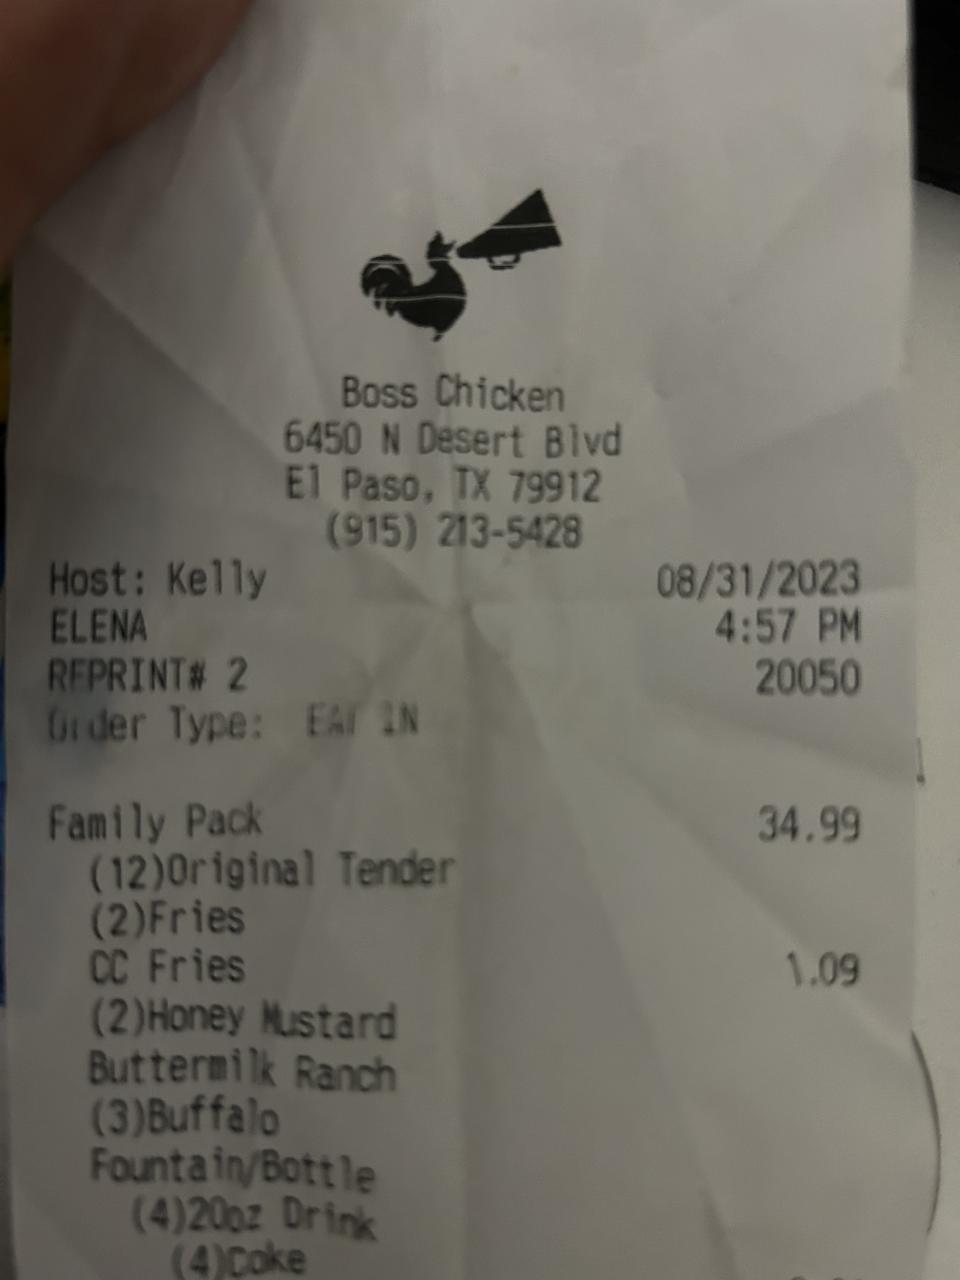 Boss Chicken
6450 N Desert Blvd
El Paso, TX 79912
(915) 213-5428
Host: Kelly 08/31/2023
ELENA 4:57 PM
REPRINT# 2 20050
Order Type: EAT IN
Family Pack 34.99
(12)Original Tender
(2)Fries
CC Fries 1.09
(2)Honey Mustard
Buttermilk Ranch
(3)Buffalo
Fountain/Bottle
(4)20oz Drink
(4)Coke